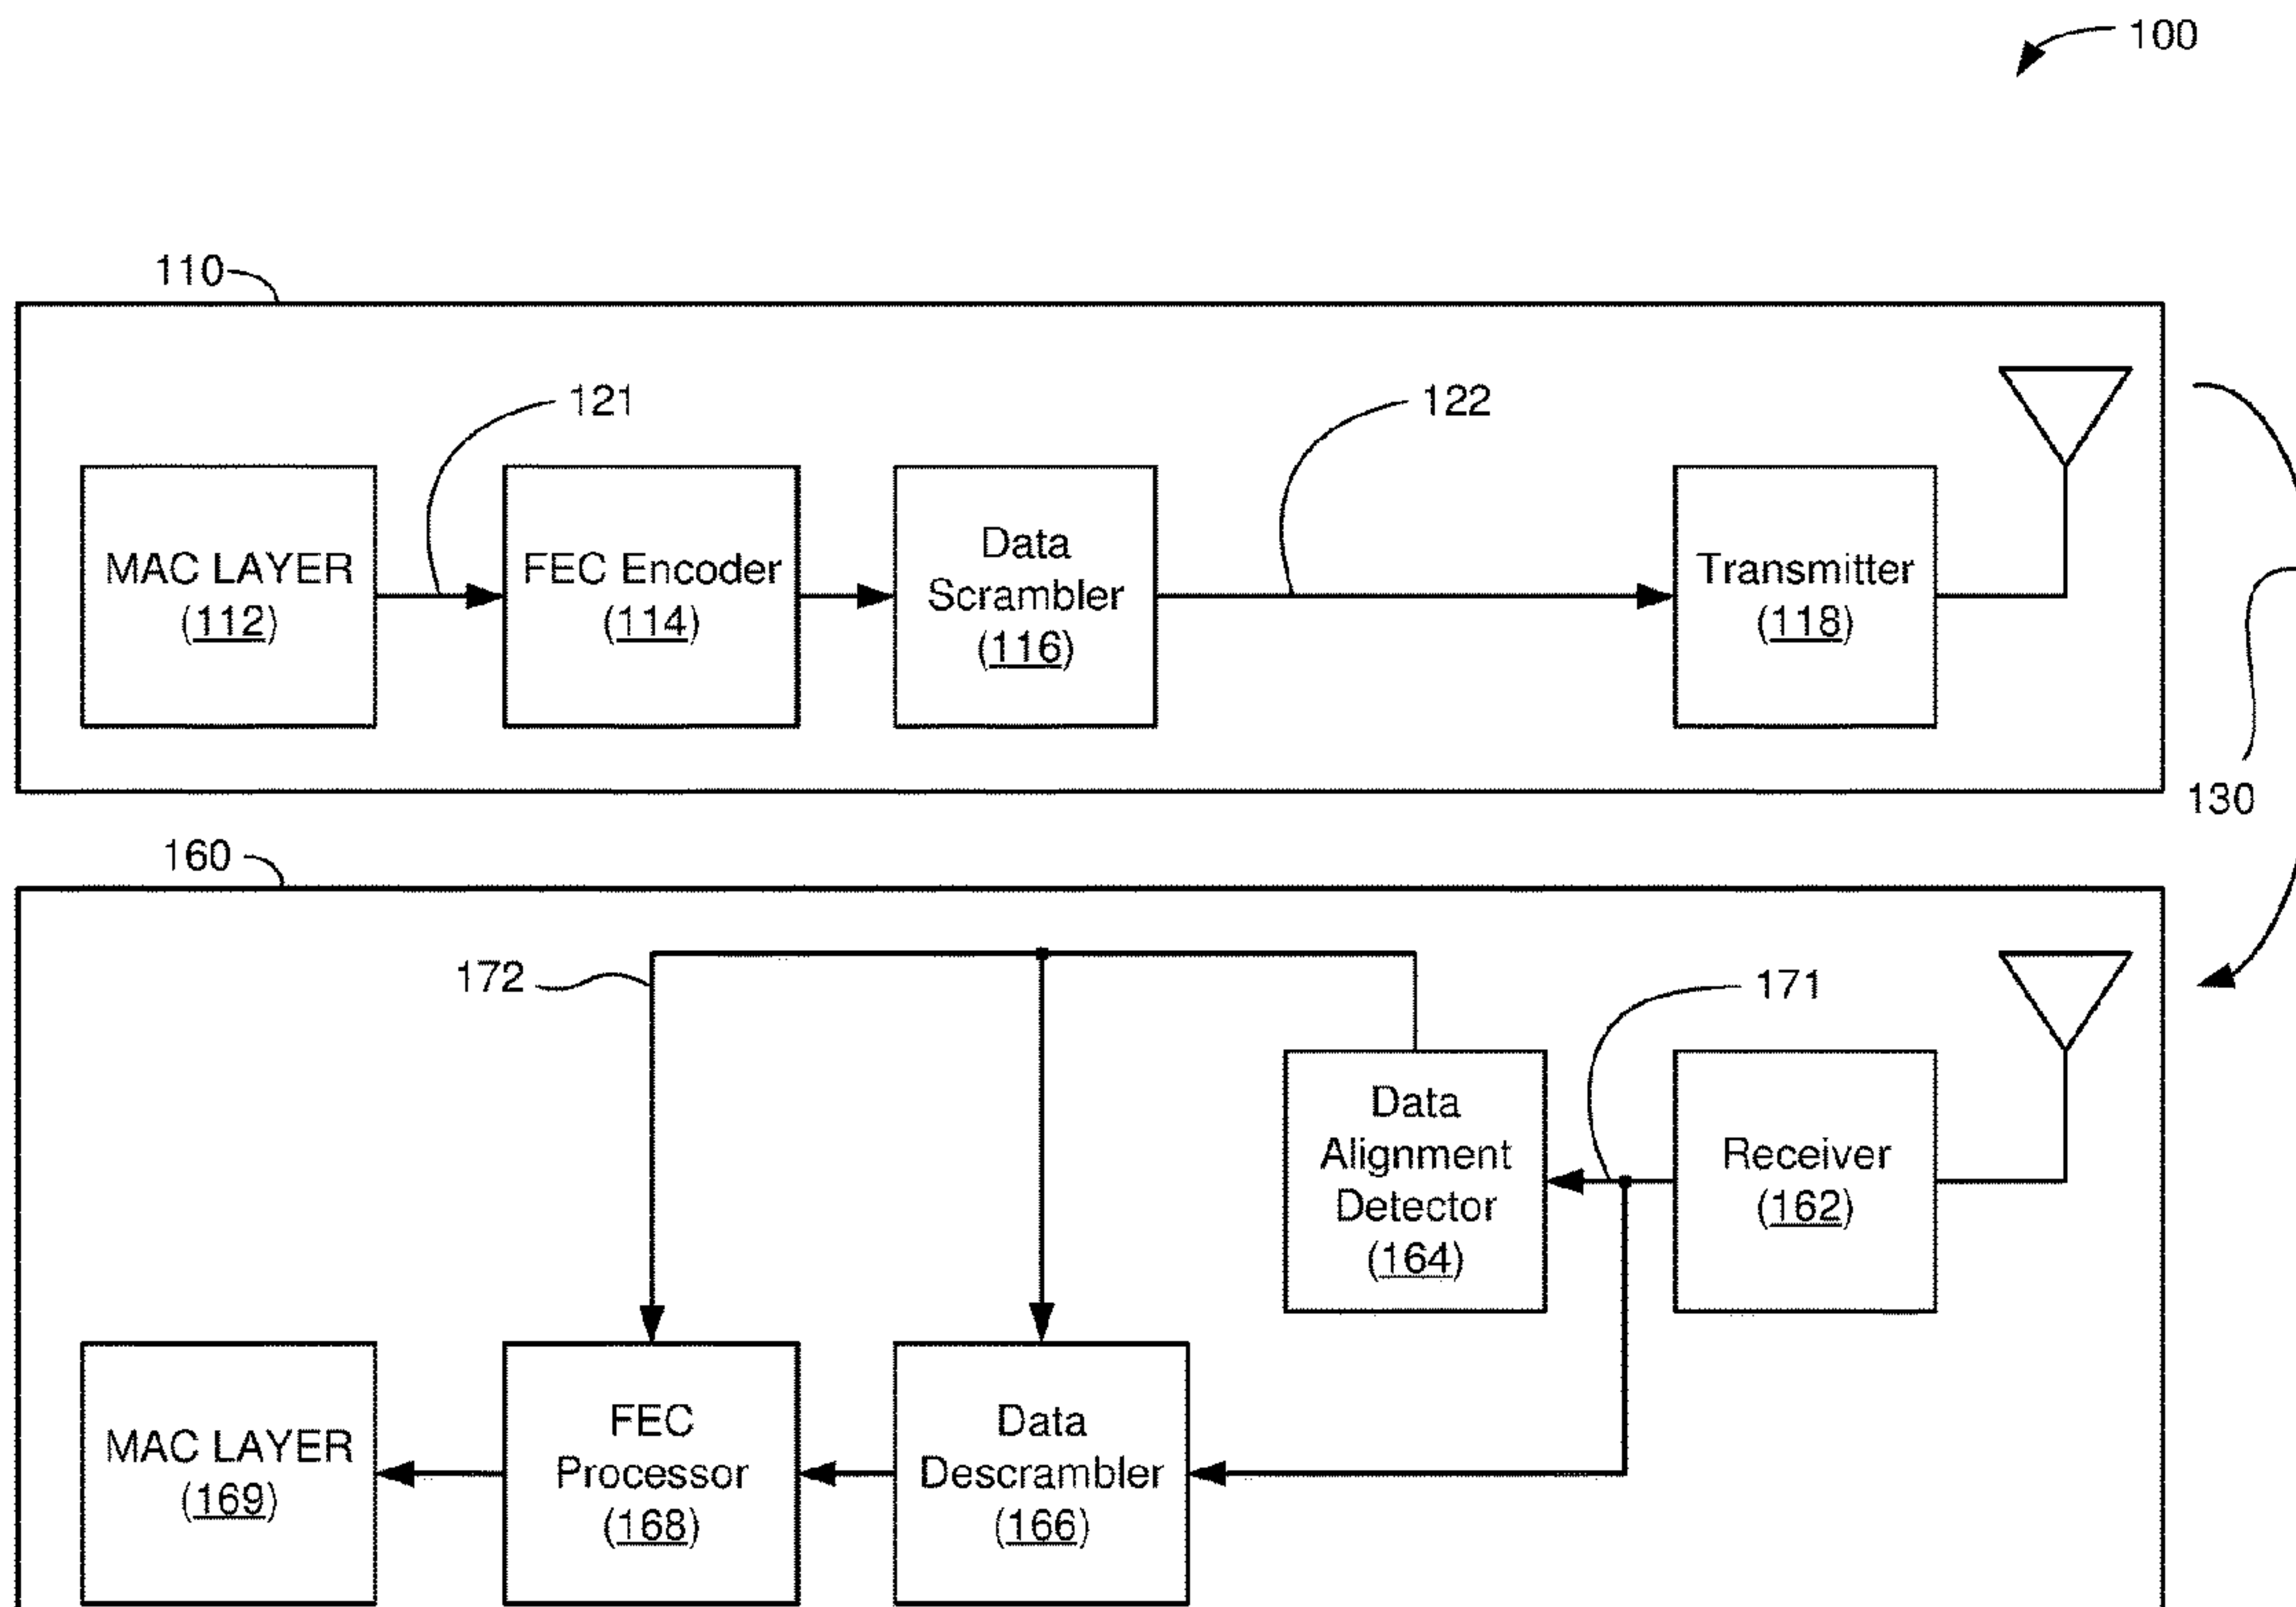 100
110
121
122
MAC LAYER
(112)
FEC Encoder
(114)
Data
Scrambler
(116)
Transmitter
(118)
130
160
172
171
Data
Alignment
Detector
(164)
Receiver
(162)
MAC LAYER
(169)
FEC
Processor
(168)
Data
Descrambler
(166)